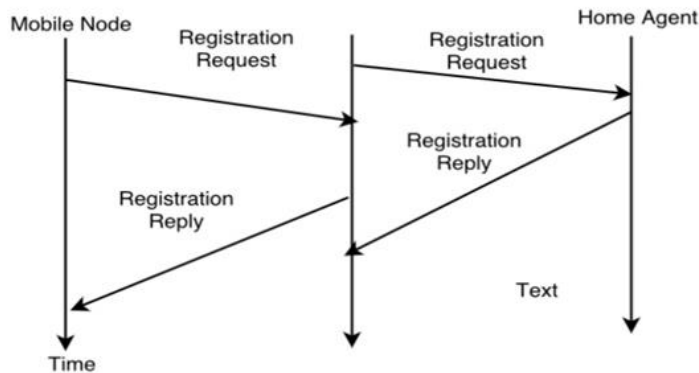 Mobile Node
Registration
Request
Registration
Request
Home Agent
Registration
Reply
Registration
Reply
Text
Time